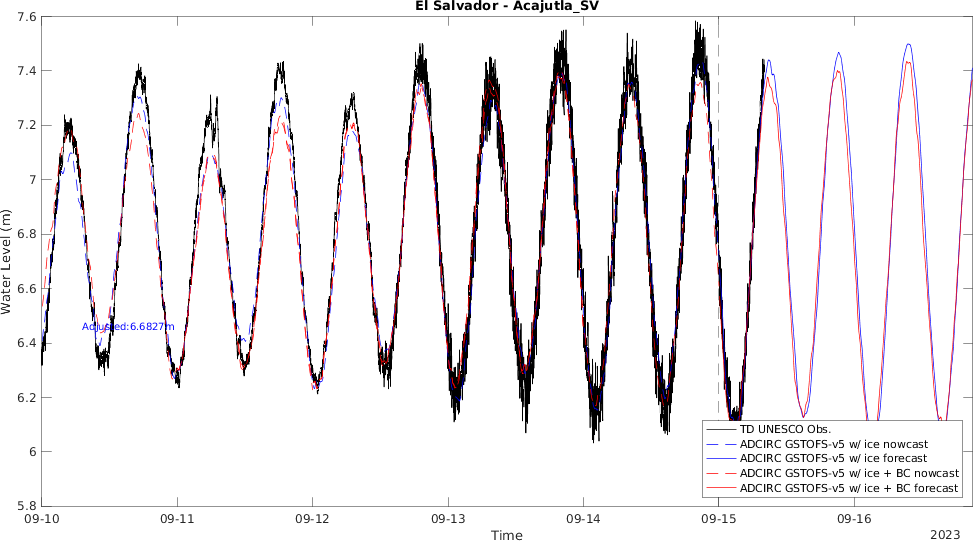 El Salvador - Acajutla_SV
7.6
7.4
7.2
7
6.8
6.6
6.4
6.2
6
5.8
Water Level (m)
Adjusted:6.6827m
TD UNESCO Obs.
ADCIRC GSTOFS-v5 w/ ice nowcast
ADCIRC GSTOFS-v5 w/ ice forecast
ADCIRC GSTOFS-v5 w/ ice + BC nowcast
ADCIRC GSTOFS-v5 w/ ice + BC forecast
09-10 09-11 09-12 09-13 09-14 09-15 09-16
Time
2023